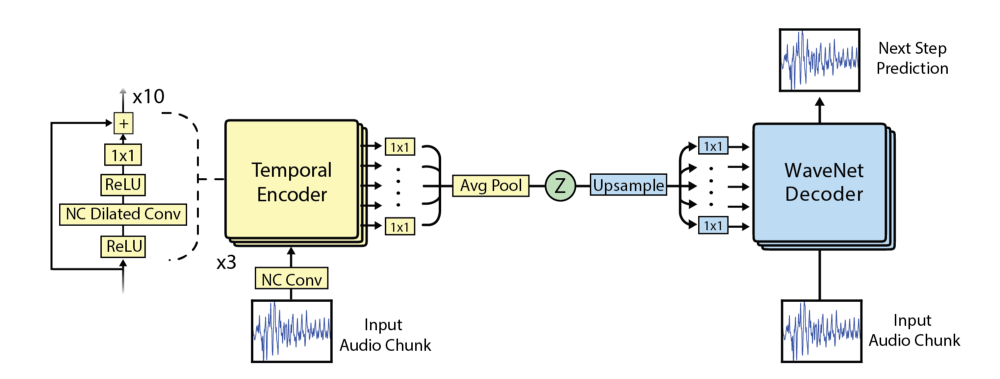 x10
+
1x1
ReLU
NC Dilated Conv
ReLU
Temporal
Encoder
x3
NC Conv
Input
Audio Chunk
1x1
1x1
Avg Pool
Z
Upsample
1x1
1x1
WaveNet
Decoder
Next Step
Prediction
Input
Audio Chunk